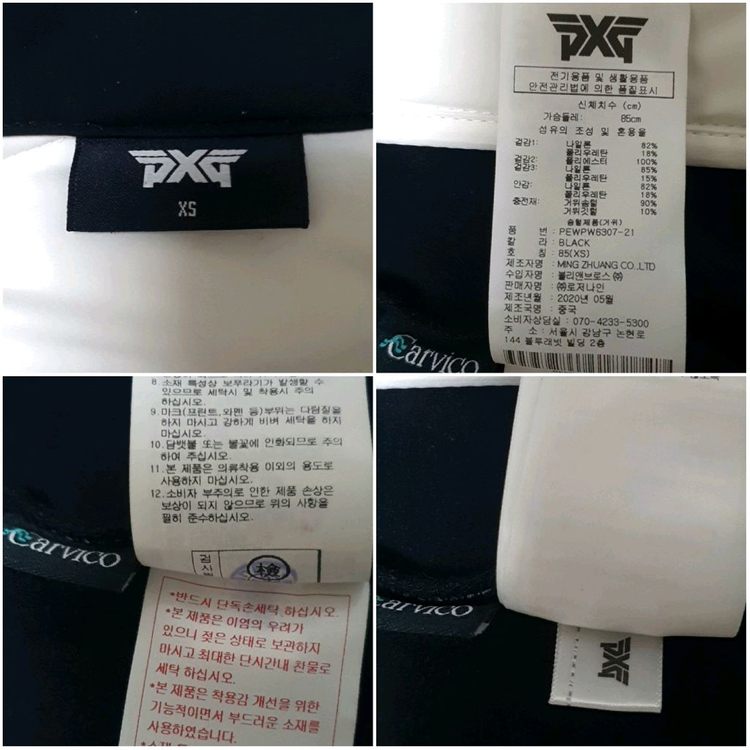 PXG
XS
PXG
전기용품 및 생활용품
안전관리법에 의한 품질표시
신체치수 (cm)
가슴둘레: 85cm
섬유의 조성 및 혼용율
겉감1: 나일론 82%
폴리우레탄 18%
겉감2: 폴리에스터 100%
겉감3: 나일론 85%
폴리우레탄 15%
안감: 나일론 82%
폴리우레탄 18%
충전재: 거위솜털 90%
거위깃털 10%
솜털제품(거위)
품 번 : PEWPW6307-21
칼 라 : BLACK
호 칭 : 85(XS)
제조자명 : MING ZHUANG CO.,LTD
수입자명 : 볼리앤브로스㈜
판매자명 : ㈜로저나인
제조년월 : 2020년 05월
제조국명 : 중국
소비자상담실 : 070-4233-5300
주 소 : 서울시 강남구 논현로
144 블루래넷 빌딩 2층
Carvico
8. 소재 특성상 보푸라기가 발생할 수
있으므로 세탁시 및 착용시 주의
하십시오.
9. 마크(프린트, 와펜 등)부위는 다림질을
하지 마시고 강하게 비벼 세탁을 하지
마십시오.
10. 담뱃불 또는 불꽃에 인화되므로 주의
하여 주십시오.
11. 본 제품은 의류착용 이외의 용도로
사용하지 마십시오.
12. 소비자 부주의로 인한 제품 손상은
보상이 되지 않으므로 위의 사항을
필히 준수하십시오.
Carvico
검
사
檢
*반드시 단독손세탁 하십시오.
*본 제품은 이염의 우려가
있으니 젖은 상태로 보관하지
마시고 최대한 단시간내 찬물로
세탁 하십시오.
*본 제품은 착용감 개선을 위한
기능적이면서 부드러운 소재를
사용하였습니다.
Carvico
PXG